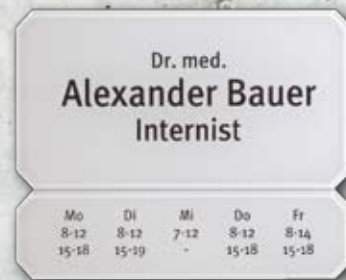 Dr. med.
Alexander Bauer
Internist
Mo Di Mi Do Fr
8-12 8-12 7-12 8-12 8-14
15-18 15-19 - 15-18 15-18